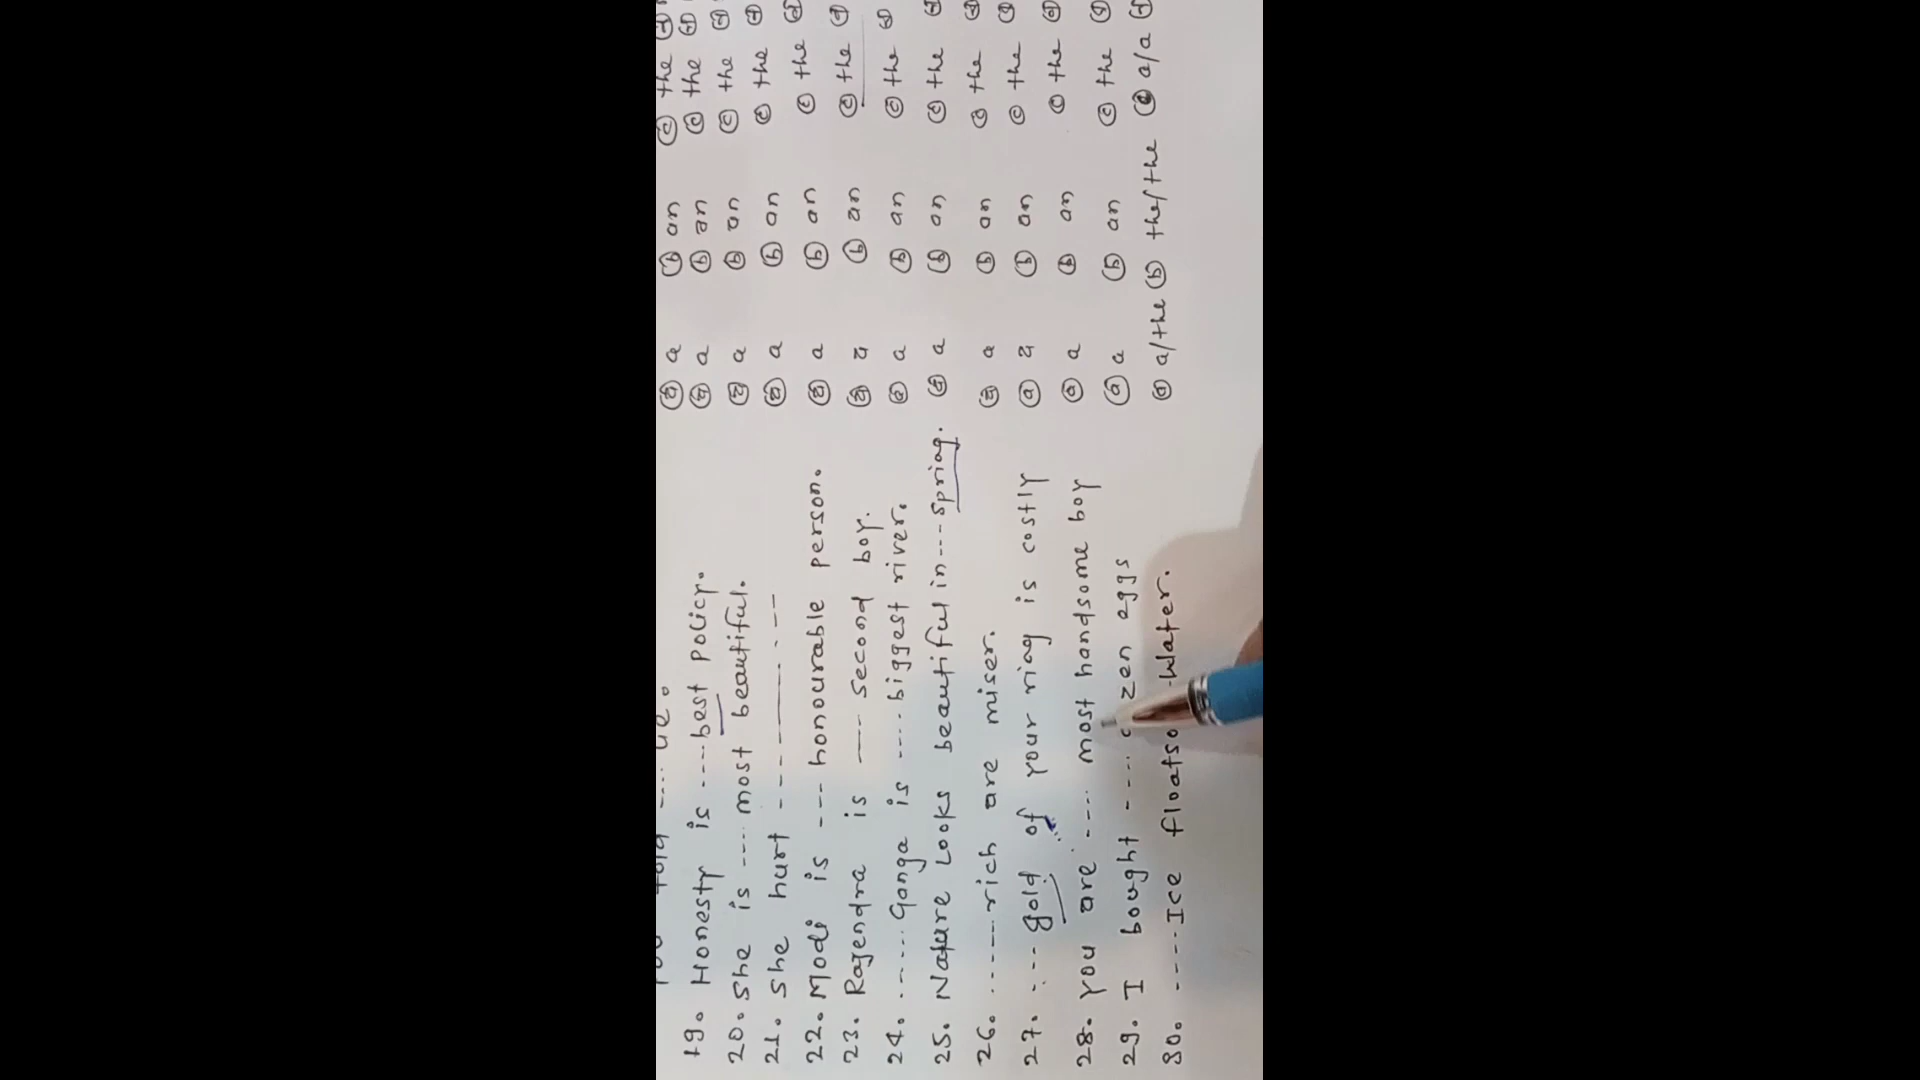 19. Honesty is ----best policy. (a) a (b) an (c) the (d)
20. She is ---- most beautiful. (a) a (b) an (c) the (d)
21. She hurt ------------- (a) a (b) an (c) the (d)
22. Modi is ---- honourable person. (a) a (b) an (c) the (d)
23. Rajendra is ---- second boy. (a) a (b) an (c) the (d)
24. ------Ganga is ----biggest river. (a) a (b) an (c) the (d)
25. Nature Looks beautiful in---spring. (a) a (b) an (c) the (d)
26. ------rich are miser. (a) a (b) an (c) the (d)
27. ---- gold of your ring is costly (a) a (b) an (c) the (d)
28. You are ---- most handsome boy (a) a (b) an (c) the (d)
29. I bought ---- zen eggs (a) a (b) an (c) the (d)
30. -----Ice floats water. (a) a/the (b) the/the (c) a/a (d)